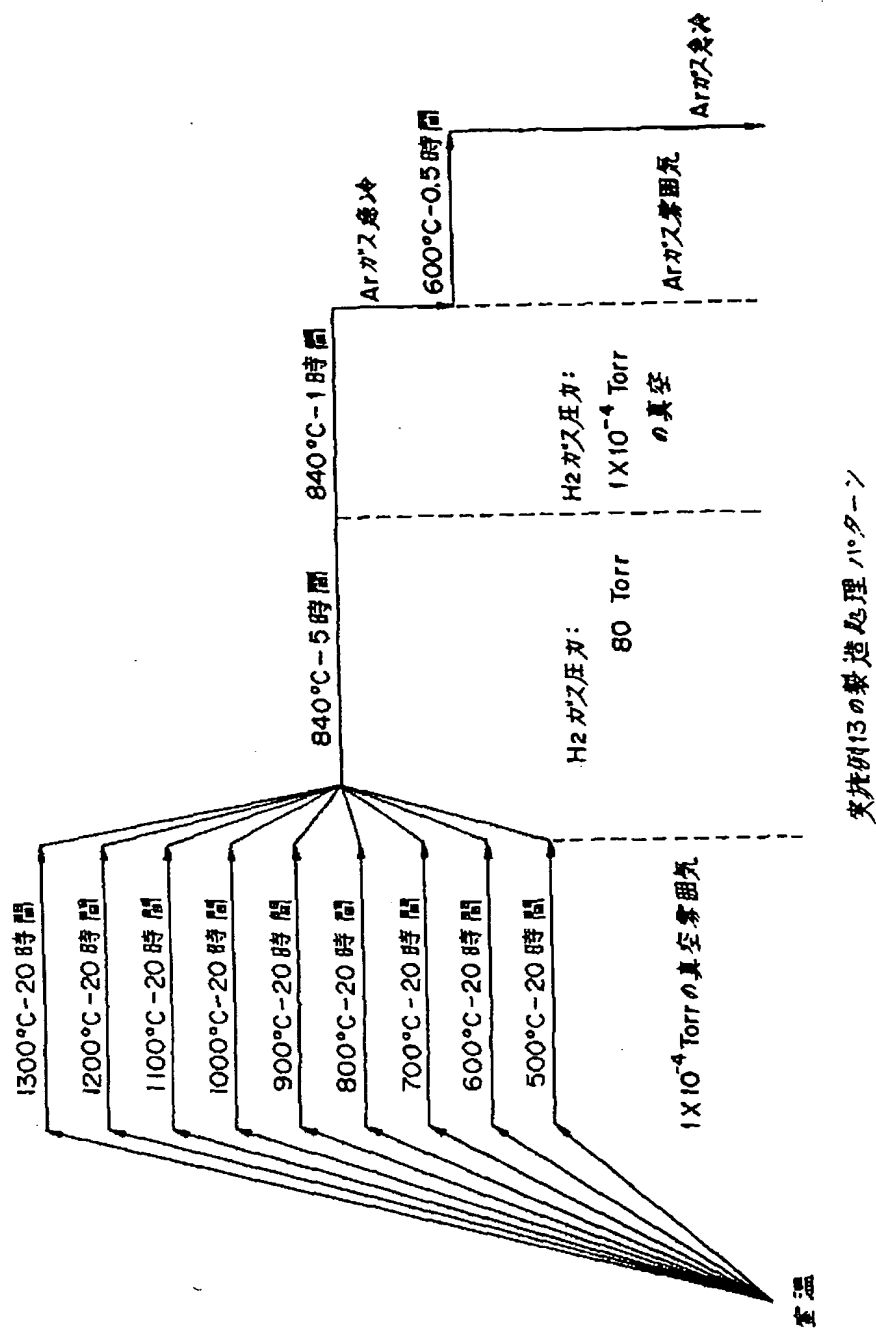 1300°C-20時間
1200°C-20時間
1100°C-20時間
1000°C-20時間
900°C-20時間
800°C-20時間
700°C-20時間
600°C-20時間
500°C-20時間
室温
1X10⁻⁴ Torrの真空雰囲気
840°C-5時間
H2ガス圧力:
80 Torr
840°C-1時間
H2ガス圧力:
1X10⁻⁴ Torr
の真空
Arガス急冷
600°C-0.5時間
Arガス雰囲気
Arガス急冷
実施例13の製造処理パターン